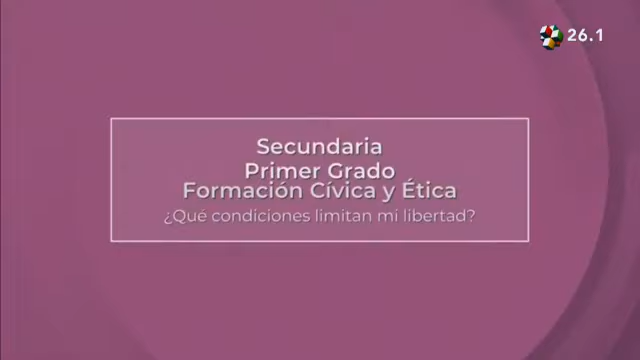 26.1
Secundaria
Primer Grado
Formación Cívica y Ética
¿Qué condiciones limitan mi libertad?